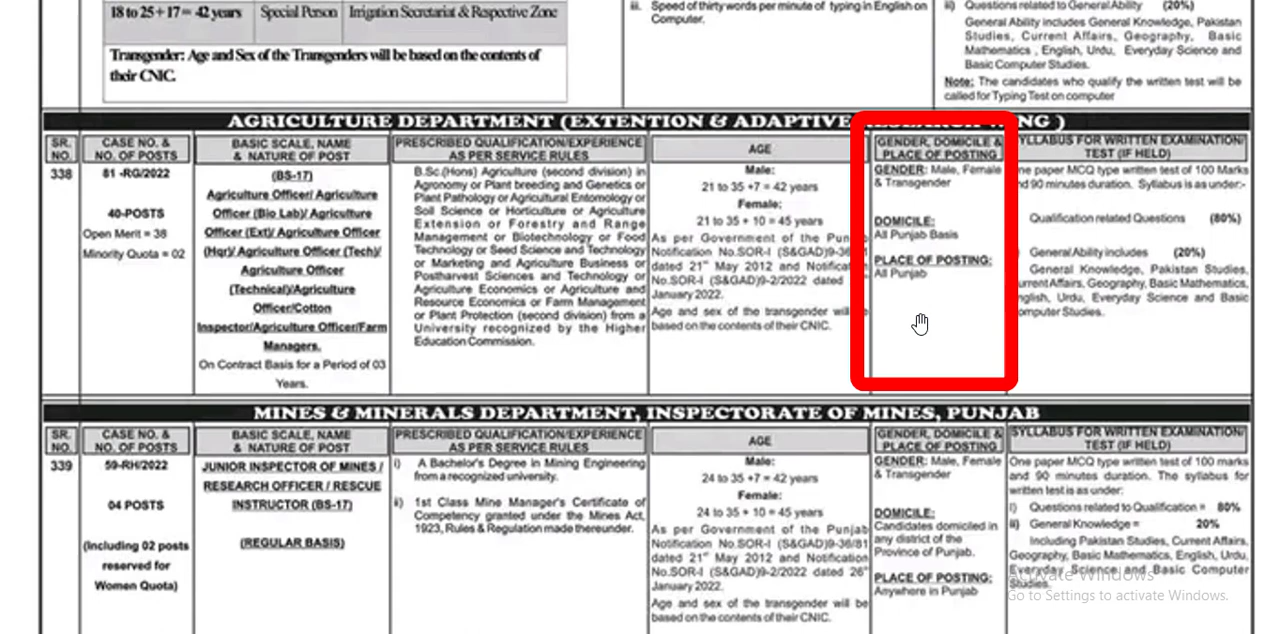 18 to 25 + 17 = 42 years
Special Person
Irrigation Secretariat & Respective Zone
Transgender: Age and Sex of the Transgenders will be based on the contents of
their CNIC.
iii. Speed of thirty words per minute of typing in English on
Computer.
ii) Questions related to General Ability (20%)
General Ability includes General Knowledge, Pakistan
Studies, Current Affairs, Geography, Basic
Mathematics , English, Urdu, Everyday Science and
Basic Computer Studies.
Note: The candidates who qualify the written test will be
called for Typing Test on computer
AGRICULTURE DEPARTMENT (EXTENTION & ADAPTIVE RESEARCH WING )
SR.
NO.
CASE NO. &
NO. OF POSTS
BASIC SCALE, NAME
& NATURE OF POST
PRESCRIBED QUALIFICATION/EXPERIENCE
AS PER SERVICE RULES
AGE
GENDER, DOMICILE &
PLACE OF POSTING
SYLLABUS FOR WRITTEN EXAMINATION/
TEST (IF HELD)
338
81 -RG/2022
40-POSTS
Open Merit = 38
Minority Quota = 02
(BS-17)
Agriculture Officer/ Agriculture
Officer (Bio Lab)/ Agriculture
Officer (Ext)/ Agriculture Officer
(Hqr)/ Agriculture Officer (Tech)/
Agriculture Officer
(Technical)/Agriculture
Officer/Cotton
Inspector/Agriculture Officer/Farm
Managers.
On Contract Basis for a Period of 03
Years.
B.Sc.(Hons) Agriculture (second division) in
Agronomy or Plant breeding and Genetics or
Plant Pathology or Agricultural Entomology or
Soil Science or Horticulture or Agriculture
Extension or Forestry and Range
Management or Biotechnology or Food
Technology or Seed Science and Technology
or Marketing and Agriculture Business or
Postharvest Sciences and Technology or
Agriculture Economics or Agriculture and
Resource Economics or Farm Management
or Plant Protection (second division) from a
University recognized by the Higher
Education Commission.
Male:
21 to 35 +7 = 42 years
Female:
21 to 35 + 10 = 45 years
As per Government of the Punjab
Notification No.SOR-I (S&GAD)9-36/81
dated 21st May 2012 and Notification
No.SOR-I (S&GAD)9-2/2022 dated
January2022.
Age and sex of the transgender will
based on the contents of their CNIC.
GENDER: Male, Female
& Transgender
DOMICILE:
All Punjab Basis
PLACE OF POSTING:
All Punjab
One paper MCQ type written test of 100 Marks
and 90 minutes duration. Syllabus is as under:-
Qualification related Questions (80%)
General Ability includes (20%)
General Knowledge, Pakistan Studies,
Current Affairs, Geography, Basic Mathematics,
English, Urdu, Everyday Science and Basic
Computer Studies.
MINES & MINERALS DEPARTMENT, INSPECTORATE OF MINES, PUNJAB
SR.
NO.
CASE NO. &
NO. OF POSTS
BASIC SCALE, NAME
& NATURE OF POST
PRESCRIBED QUALIFICATION/EXPERIENCE
AS PER SERVICE RULES
AGE
GENDER, DOMICILE &
PLACE OF POSTING
SYLLABUS FOR WRITTEN EXAMINATION/
TEST (IF HELD)
339
59-RH/2022
04 POSTS
(Including 02 posts
reserved for
Women Quota)
JUNIOR INSPECTOR OF MINES /
RESEARCH OFFICER / RESCUE
INSTRUCTOR (BS-17)
(REGULAR BASIS)
i) A Bachelor's Degree in Mining Engineering
from a recognized university.
ii) 1st Class Mine Manager's Certificate of
Competency granted under the Mines Act,
1923, Rules & Regulation made thereunder.
Male:
24 to 35 +7 = 42 years
Female:
24 to 35 + 10 = 45 years
As per Government of the Punjab
Notification No.SOR-I (S&GAD)9-36/81
dated 21st May 2012 and Notification
No.SOR-I (S&GAD)9-2/2022 dated 26th
January2022.
Age and sex of the transgender will be
based on the contents of their CNIC.
GENDER: Male, Female
& Transgender
DOMICILE:
Candidates domiciled in
any district of the
Province of Punjab.
PLACE OF POSTING:
Anywhere in Punjab
One paper MCQ type written test of 100 marks
and 90 minutes duration. The syllabus for
written test is as under:
i) Questions related to Qualification = 80%
ii) General Knowledge = 20%
Including Pakistan Studies, Current Affairs,
Geography, Basic Mathematics, English, Urdu,
Everyday Science and Basic Computer
Studies.
Activate Windows
Go to Settings to activate Windows.